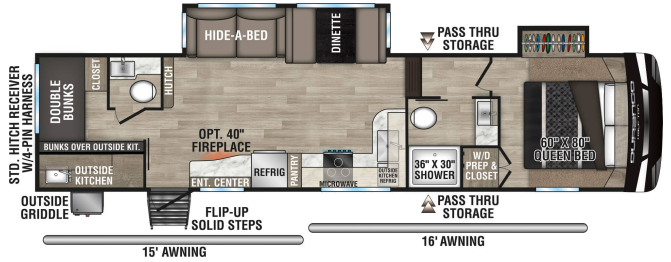 STD. HITCH RECEIVER
W/4-PIN HARNESS
DOUBLE
BUNKS
CLOSET
HUTCH
HIDE-A-BED
DINETTE
PASS THRU
STORAGE
BUNKS OVER OUTSIDE KIT.
OUTSIDE
KITCHEN
OUTSIDE
GRIDDLE
OPT. 40"
FIREPLACE
ENT. CENTER
REFRIG
PANTRY
MICROWAVE
OUTSIDE
KITCHEN
REFRIG
36" X 30"
SHOWER
W/D
PREP &
CLOSET
60" X 80"
QUEEN BED
DURANGO
FLIP-UP
SOLID STEPS
PASS THRU
STORAGE
15' AWNING
16' AWNING